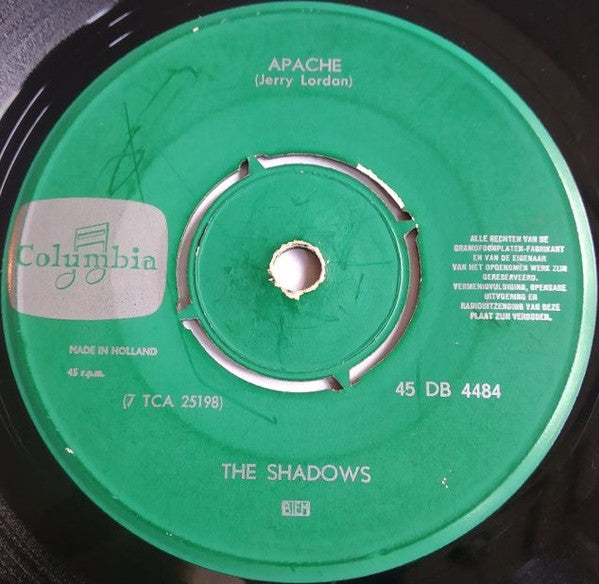 APACHE
(Jerry Lordan)
Columbia
MADE IN HOLLAND
45 r.p.m.
(7 TCA 25198)
ALLE RECHTEN VAN DE
GRAMOFOONPLATEN-FABRIKANT
EN VAN DE EIGENAAR
VAN HET OPGENOMEN WERK ZIJN
GERESERVEERD.
VERMENIGVULDIGING, OPENBARE
UITVOERING EN
RADIOUITZENDING VAN DEZE
PLAAT ZIJN VERBODEN.
45 DB 4484
THE SHADOWS
BIEM